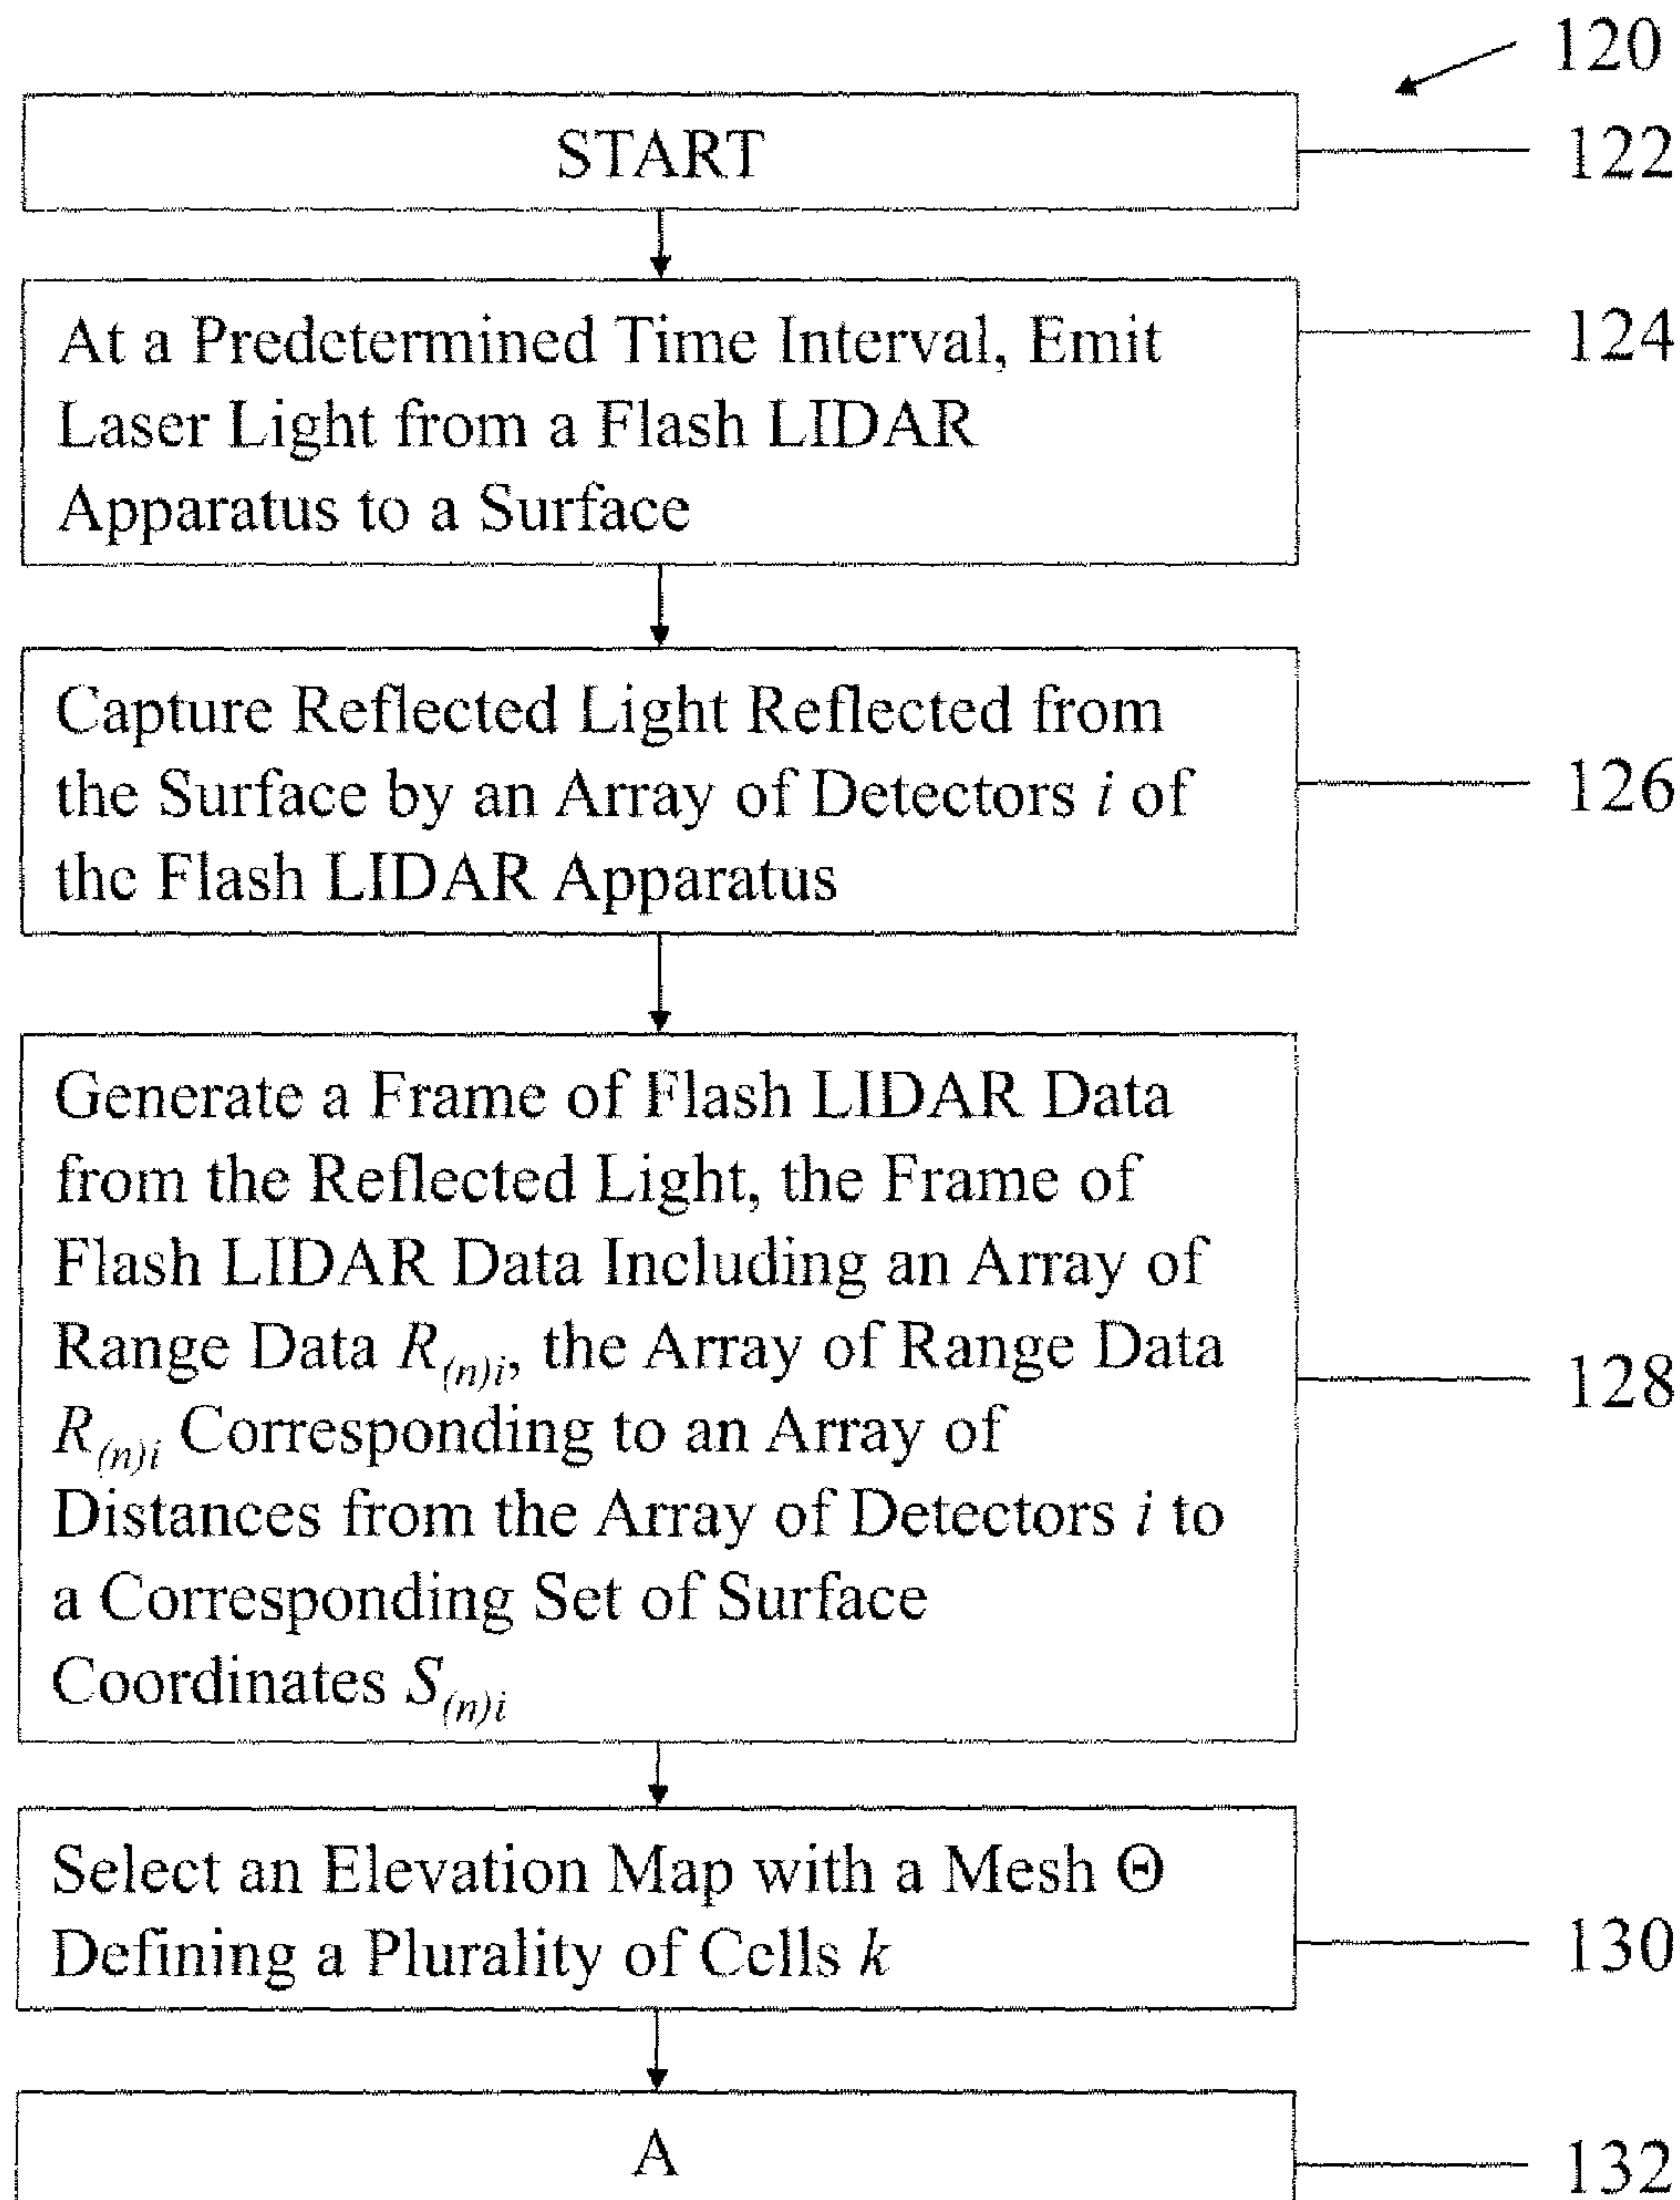 120
START
122
At a Predetermined Time Interval, Emit
Laser Light from a Flash LIDAR
Apparatus to a Surface
124
Capture Reflected Light Reflected from
the Surface by an Array of Detectors i of
the Flash LIDAR Apparatus
126
Generate a Frame of Flash LIDAR Data
from the Reflected Light, the Frame of
Flash LIDAR Data Including an Array of
Range Data R(n)i, the Array of Range Data
R(n)i Corresponding to an Array of
Distances from the Array of Detectors i to
a Corresponding Set of Surface
Coordinates S(n)i
128
Select an Elevation Map with a Mesh Θ
Defining a Plurality of Cells k
130
A
132